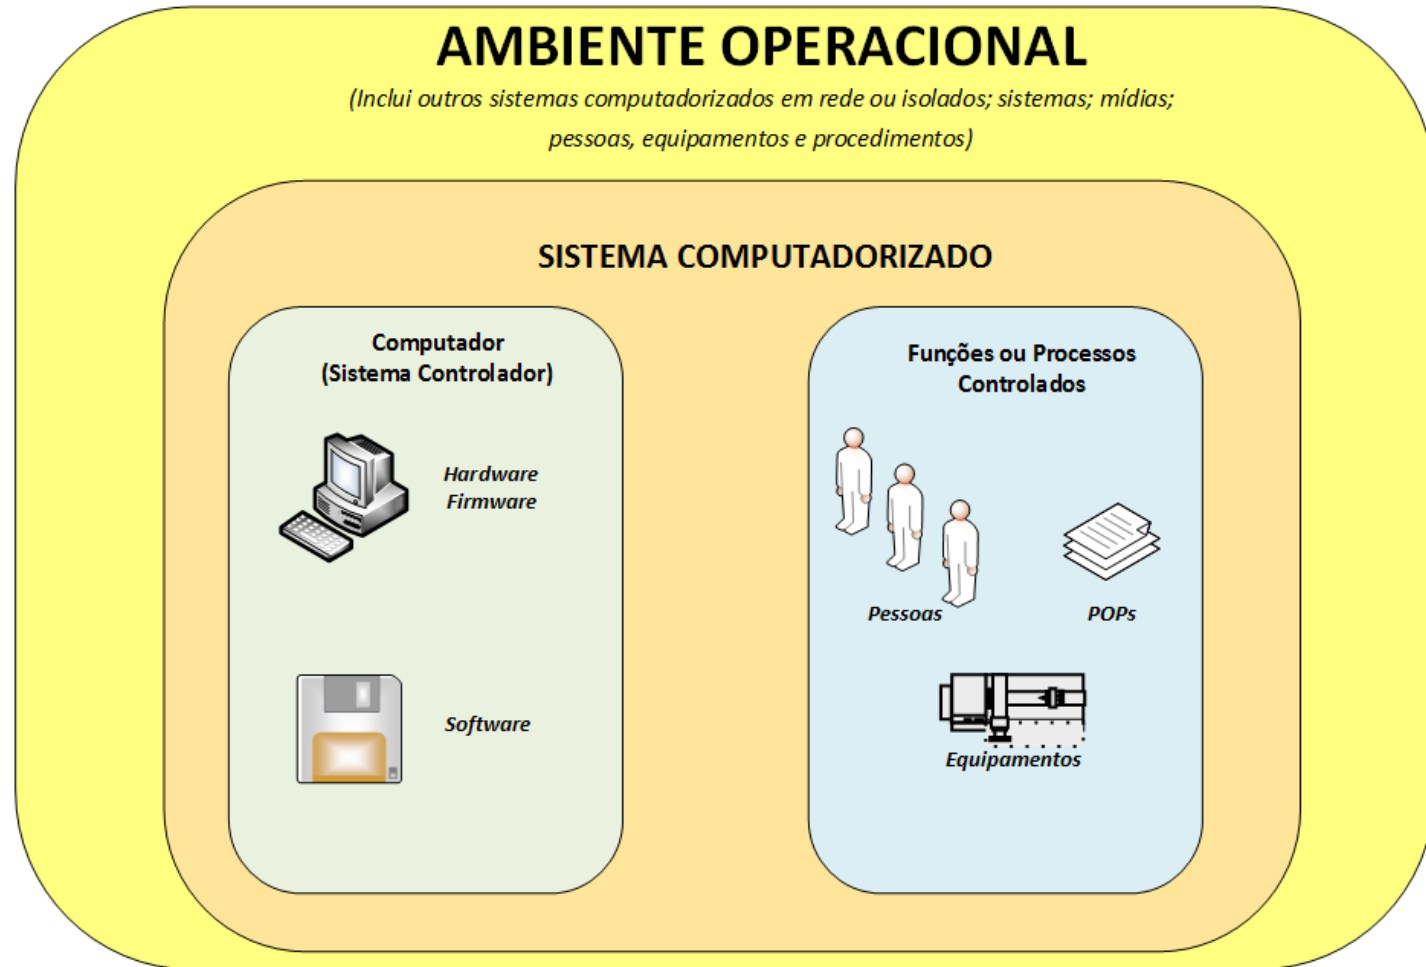 AMBIENTE OPERACIONAL
(Inclui outros sistemas computadorizados em rede ou isolados; sistemas; mídias;
pessoas, equipamentos e procedimentos)
SISTEMA COMPUTADORIZADO
Computador
(Sistema Controlador)
Hardware
Firmware
Software
Funções ou Processos
Controlados
Pessoas
POPs
Equipamentos